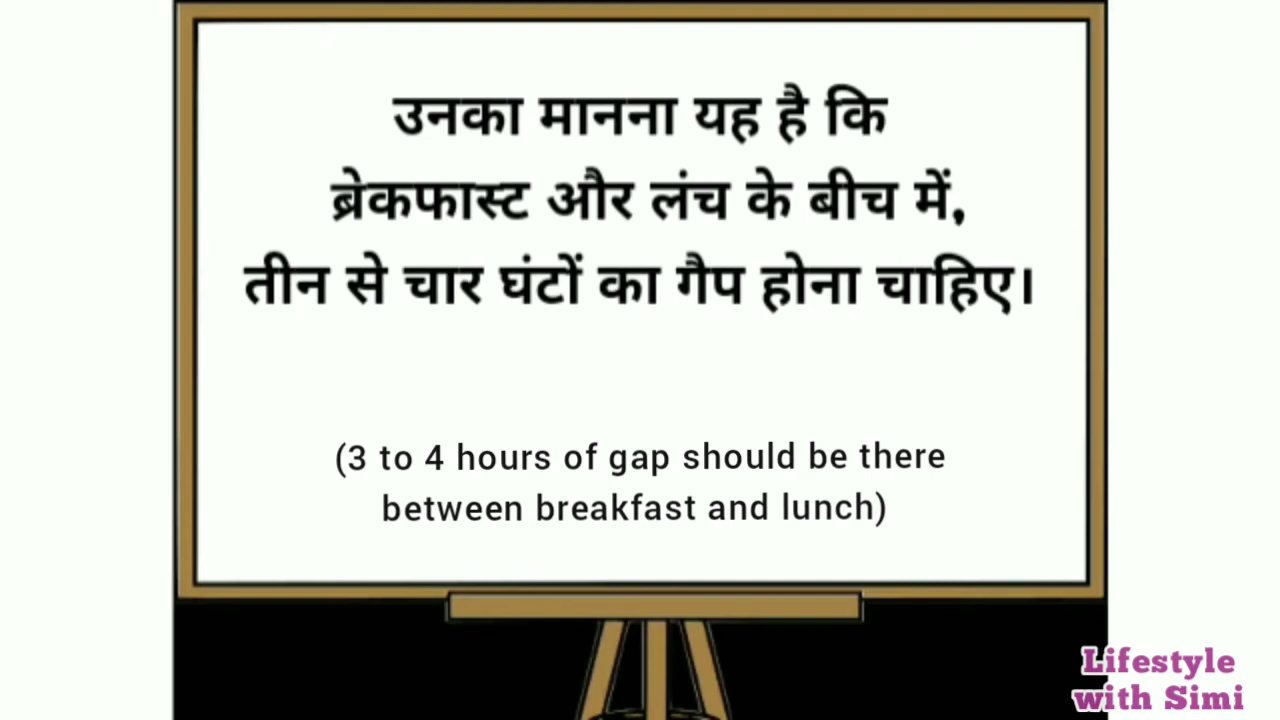 उनका मानना यह है कि
ब्रेकफास्ट और लंच के बीच में,
तीन से चार घंटों का गैप होना चाहिए।
(3 to 4 hours of gap should be there
between breakfast and lunch)
Lifestyle
with Simi